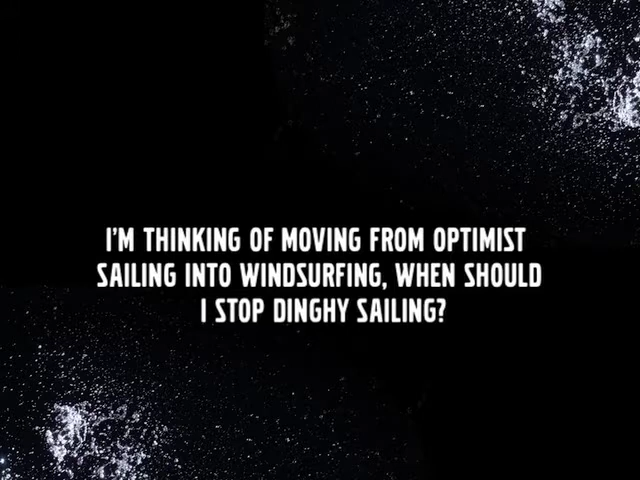 I'M THINKING OF MOVING FROM OPTIMIST
SAILING INTO WINDSURFING, WHEN SHOULD
I STOP DINGHY SAILING?